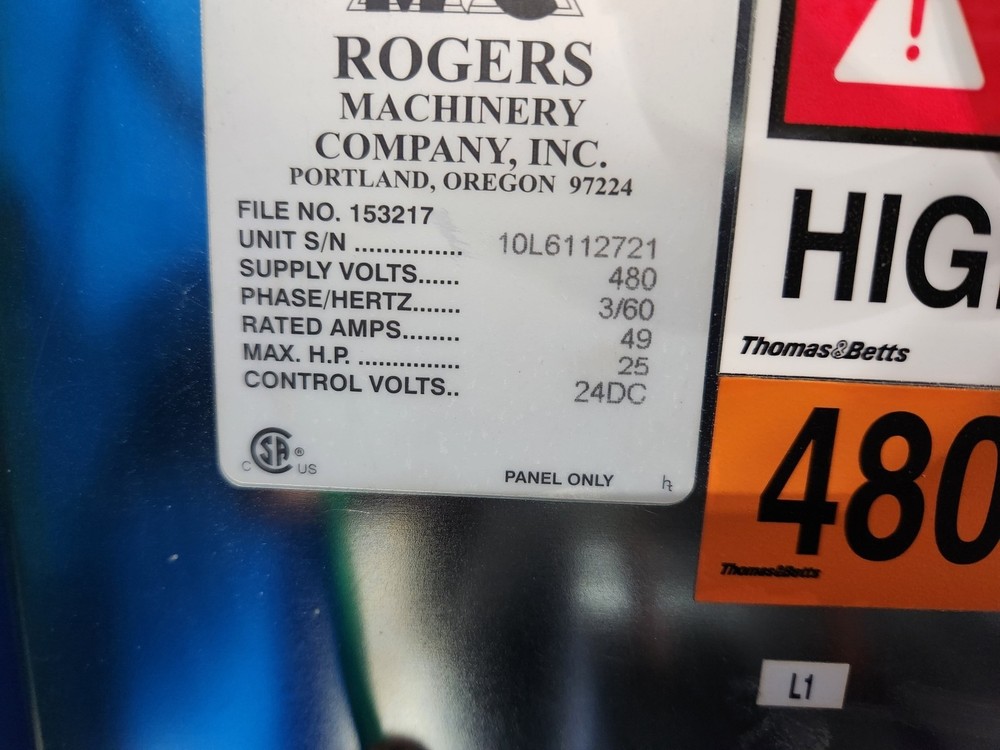 ROGERS
MACHINERY
COMPANY, INC.
PORTLAND, OREGON 97224
FILE NO. 153217
UNIT S/N .................. 10L6112721
SUPPLY VOLTS...... 480
PHASE/HERTZ....... 3/60
RATED AMPS........ 49
MAX. H.P. ............... 25
CONTROL VOLTS.. 24DC
C SA ® US
PANEL ONLY
HIG
Thomas&Betts
480
Thomas&Betts
L1